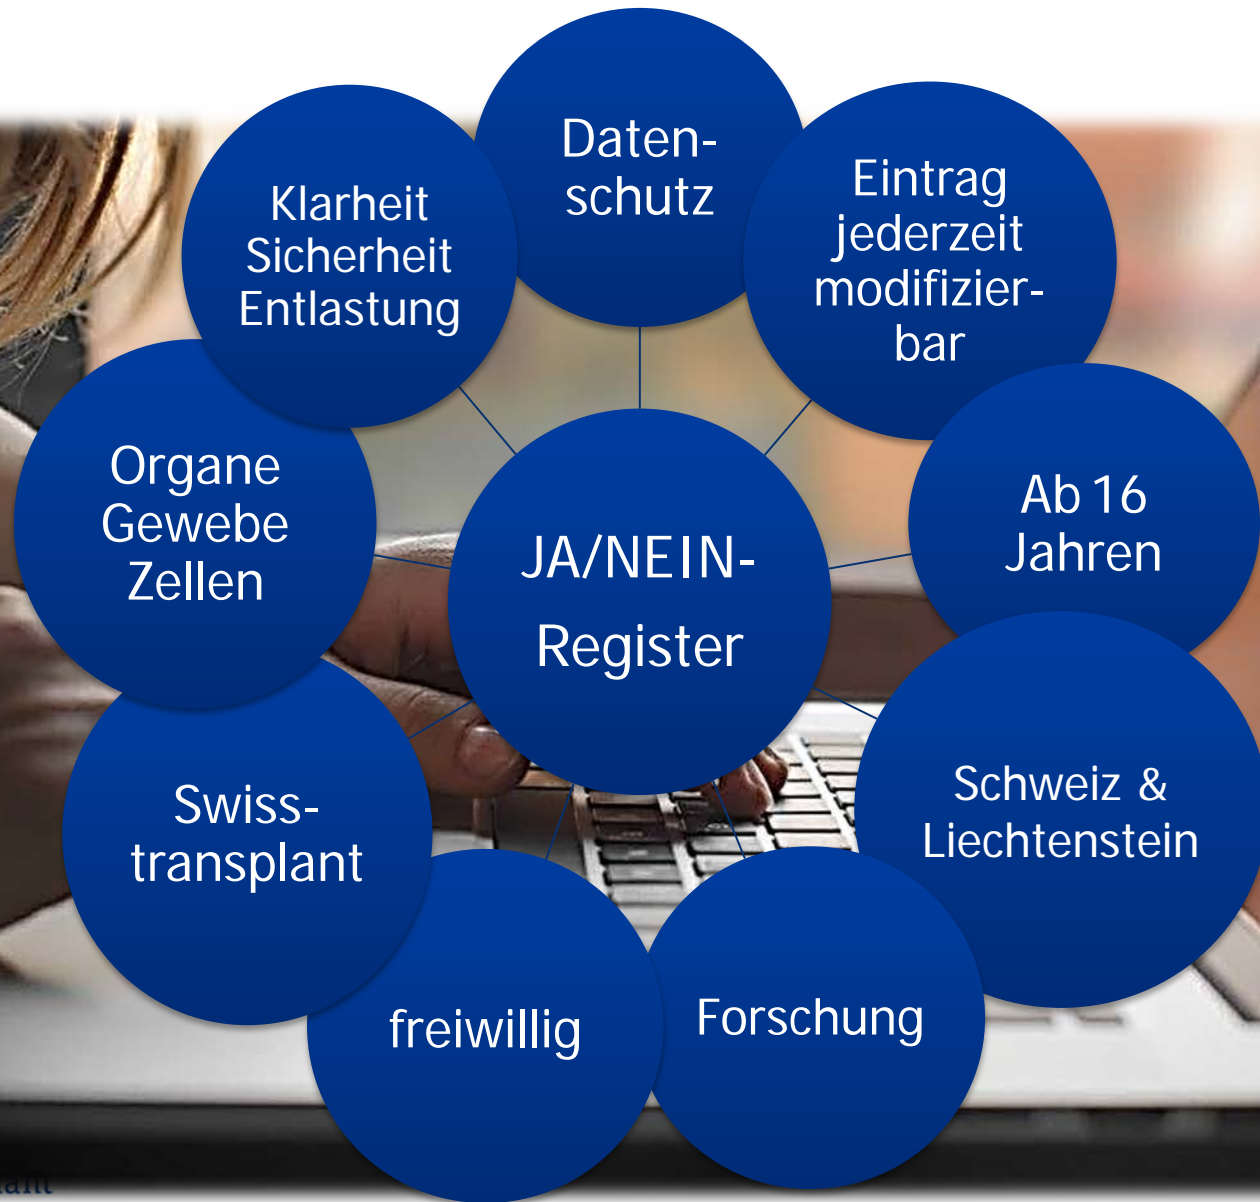 Daten-
schutz
Eintrag
jederzeit
modifizier-
bar
Ab 16
Jahren
Schweiz &
Liechtenstein
Forschung
freiwillig
Swiss-
transplant
Organe
Gewebe
Zellen
Klarheit
Sicherheit
Entlastung
JA/NEIN-
Register